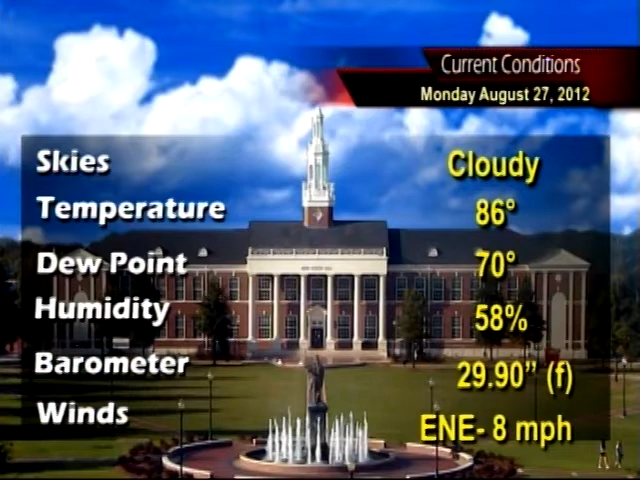 Current Conditions
Monday August 27, 2012
Skies Cloudy
Temperature 86°
Dew Point 70°
Humidity 58%
Barometer 29.90” (f)
Winds ENE- 8 mph